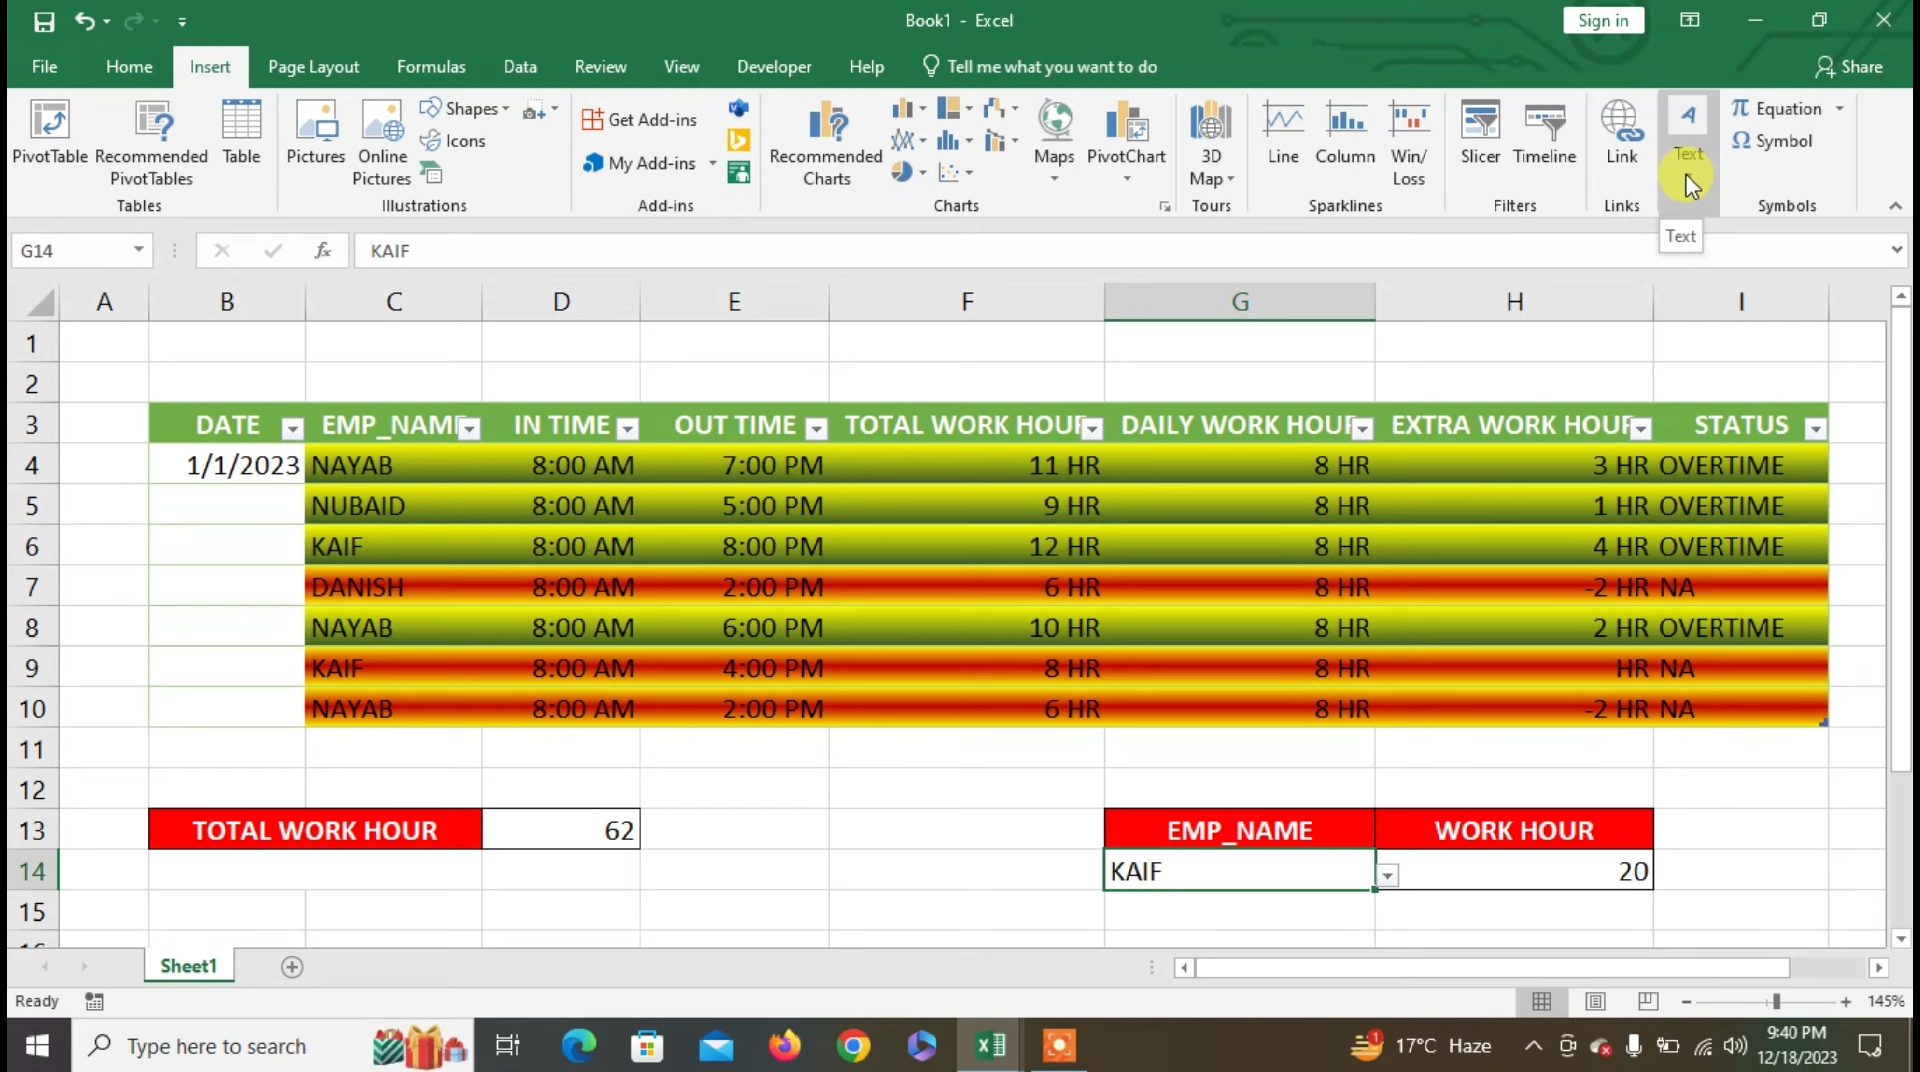 Book1 - Excel
Sign in
File Home Insert Page Layout Formulas Data Review View Developer Help Tell me what you want to do Share
PivotTable
Recommended PivotTables
Table
Tables
Pictures
Online Pictures
Shapes
Icons
Illustrations
Get Add-ins
My Add-ins
Add-ins
Recommended Charts
Maps
PivotChart
Charts
3D Map
Tours
Line
Column
Win/ Loss
Sparklines
Slicer
Timeline
Filters
Link
Links
Text
Equation
Symbol
Symbols
Text
G14 fx KAIF
A B C D E F G H I
1
2
3 DATE EMP_NAME IN TIME OUT TIME TOTAL WORK HOUR DAILY WORK HOUR EXTRA WORK HOUR STATUS
4 1/1/2023 NAYAB 8:00 AM 7:00 PM 11 HR 8 HR 3 HR OVERTIME
5 NUBAID 8:00 AM 5:00 PM 9 HR 8 HR 1 HR OVERTIME
6 KAIF 8:00 AM 8:00 PM 12 HR 8 HR 4 HR OVERTIME
7 DANISH 8:00 AM 2:00 PM 6 HR 8 HR -2 HR NA
8 NAYAB 8:00 AM 6:00 PM 10 HR 8 HR 2 HR OVERTIME
9 KAIF 8:00 AM 4:00 PM 8 HR 8 HR HR NA
10 NAYAB 8:00 AM 2:00 PM 6 HR 8 HR -2 HR NA
11
12
13 TOTAL WORK HOUR 62 EMP_NAME WORK HOUR
14 KAIF 20
15
Sheet1
Ready 145%
Type here to search 17°C Haze 9:40 PM
12/18/2023